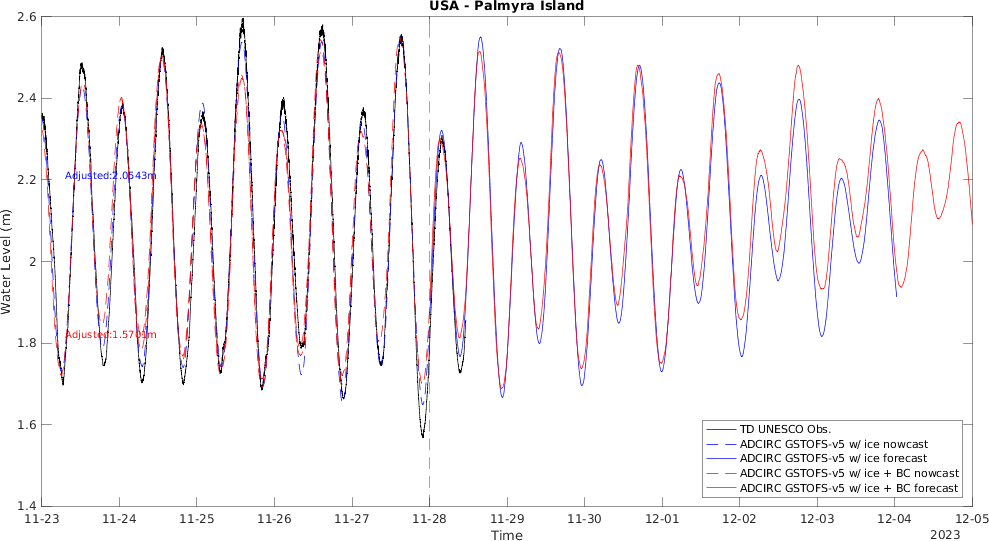 USA - Palmyra Island
2.6
2.4
2.2
2
1.8
1.6
1.4
Water Level (m)
Adjusted:2.0543m
Adjusted:1.5701m
TD UNESCO Obs.
ADCIRC GSTOFS-v5 w/ ice nowcast
ADCIRC GSTOFS-v5 w/ ice forecast
ADCIRC GSTOFS-v5 w/ ice + BC nowcast
ADCIRC GSTOFS-v5 w/ ice + BC forecast
11-23 11-24 11-25 11-26 11-27 11-28 11-29 11-30 12-01 12-02 12-03 12-04 12-05
Time
2023